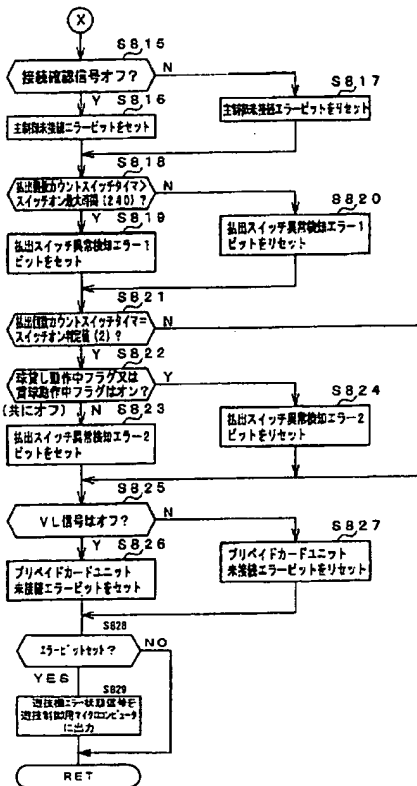 X
S815
接続確認信号オフ?
N
S817
Y
S816
主制御未接続エラービットをリセット
主制御未接続エラービットをセット
S818
払出個数カウントスイッチタイマ>
スイッチオン最大時間(240)?
N
S820
Y
S819
払出スイッチ異常検知エラー1
ビットをリセット
払出スイッチ異常検知エラー1
ビットをセット
S821
払出個数カウントスイッチタイマ=
スイッチオン判定値(2)?
N
Y
S822
球貸し動作中フラグ又は
賞球動作中フラグはオン?
Y
(共にオフ)
N
S823
S824
払出スイッチ異常検知エラー2
ビットをリセット
払出スイッチ異常検知エラー2
ビットをセット
S825
VL信号はオフ?
N
S827
Y
S826
プリペイドカードユニット
未接続エラービットをリセット
プリペイドカードユニット
未接続エラービットをセット
S828
エラービットセット?
NO
YES
S829
遊技機エラー状態信号を
遊技制御用マイクロコンピュータ
に出力
RET